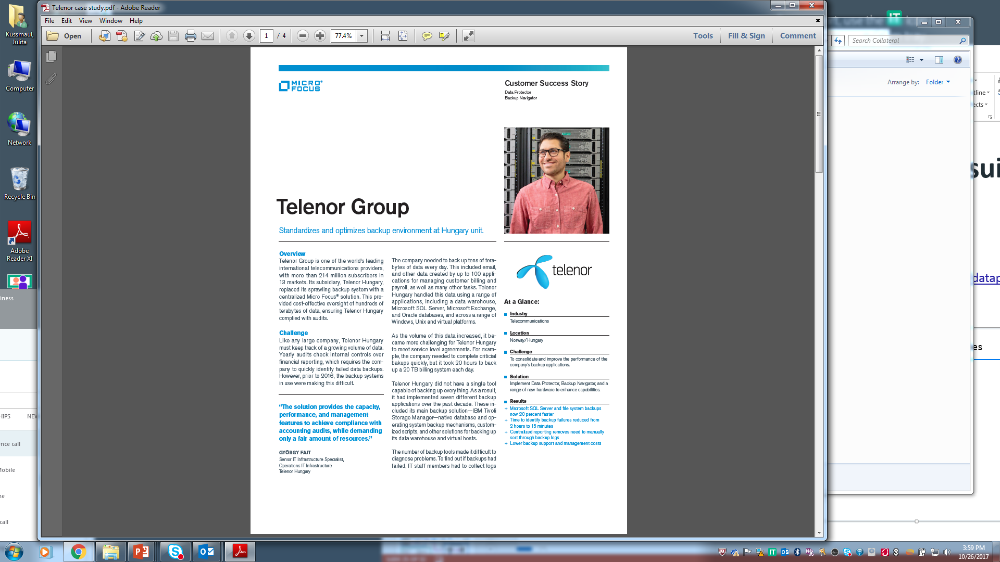 Telenor case study.pdf - Adobe Reader
File Edit View Window Help
Open
1 / 4
77.4%
Tools Fill & Sign Comment
MICRO FOCUS®
Customer Success Story
Data Protector
Backup Navigator
Telenor Group
Standardizes and optimizes backup environment at Hungary unit.
Overview
Telenor Group is one of the world's leading
international telecommunications providers,
with more than 214 million subscribers in
13 markets. Its subsidiary, Telenor Hungary,
replaced its sprawling backup system with a
centralized Micro Focus® solution. This pro-
vided cost-effective oversight of hundreds of
terabytes of data, ensuring Telenor Hungary
complied with audits.
Challenge
Like any large company, Telenor Hungary
must keep track of a growing volume of data.
Yearly audits check internal controls over
financial reporting, which requires the com-
pany to quickly identify failed data backups.
However, prior to 2016, the backup systems
in use were making this difficult.
“The solution provides the capacity,
performance, and management
features to achieve compliance with
accounting audits, while demanding
only a fair amount of resources.”
GYÖRGY FAJT
Senior IT Infrastructure Specialist,
Operations IT Infrastructure
Telenor Hungary
The company needed to back up tens of tera-
bytes of data every day. This included email,
and other data created by up to 100 appli-
cations for managing customer billing and
payroll, as well as many other tasks. Telenor
Hungary handled this data using a range of
applications, including a data warehouse,
Microsoft SQL Server, Microsoft Exchange,
and Oracle databases, and across a range of
Windows, Unix and virtual platforms.
As the volume of this data increased, it be-
came more challenging for Telenor Hungary
to meet service level agreements. For exam-
ple, the company needed to complete criticial
bakups quickly, but it took 20 hours to back
up a 20 TB billing system each day.
Telenor Hungary did not have a single tool
capable of backing up everything. As a result,
it had implemented seven different backup
applications over the past decade. These in-
cluded its main backup solution—IBM Tivoli
Storage Manager—native database and op-
erating system backup mechanisms, custom-
ized scripts, and other solutions for backing up
its data warehouse and virtual hosts.
The number of backup tools made it difficult to
diagnose problems. To find out if backups had
failed, IT staff members had to collect logs
telenor
At a Glance:
Industry
Telecommunications
Location
Norway/Hungary
Challenge
To consolidate and improve the performance of the
company's backup applications.
Solution
Implement Data Protector, Backup Navigator, and a
range of new hardware to enhance capabilities.
Results
+ Microsoft SQL Server and file system backups
now 20 percent faster
+ Time to identify backup failures reduced from
2 hours to 15 minutes
+ Centralized reporting removes need to manually
sort through backup logs
+ Lower backup support and management costs
Kussmaul,
Julita
Computer
Network
Recycle Bin
Adobe
Reader XI
iness
HIPS NEV
nce call
Mobile
ne
call
Search Collateral
Arrange by: Folder
tline
ects
sui
datap
es
3:59 PM
10/26/2017